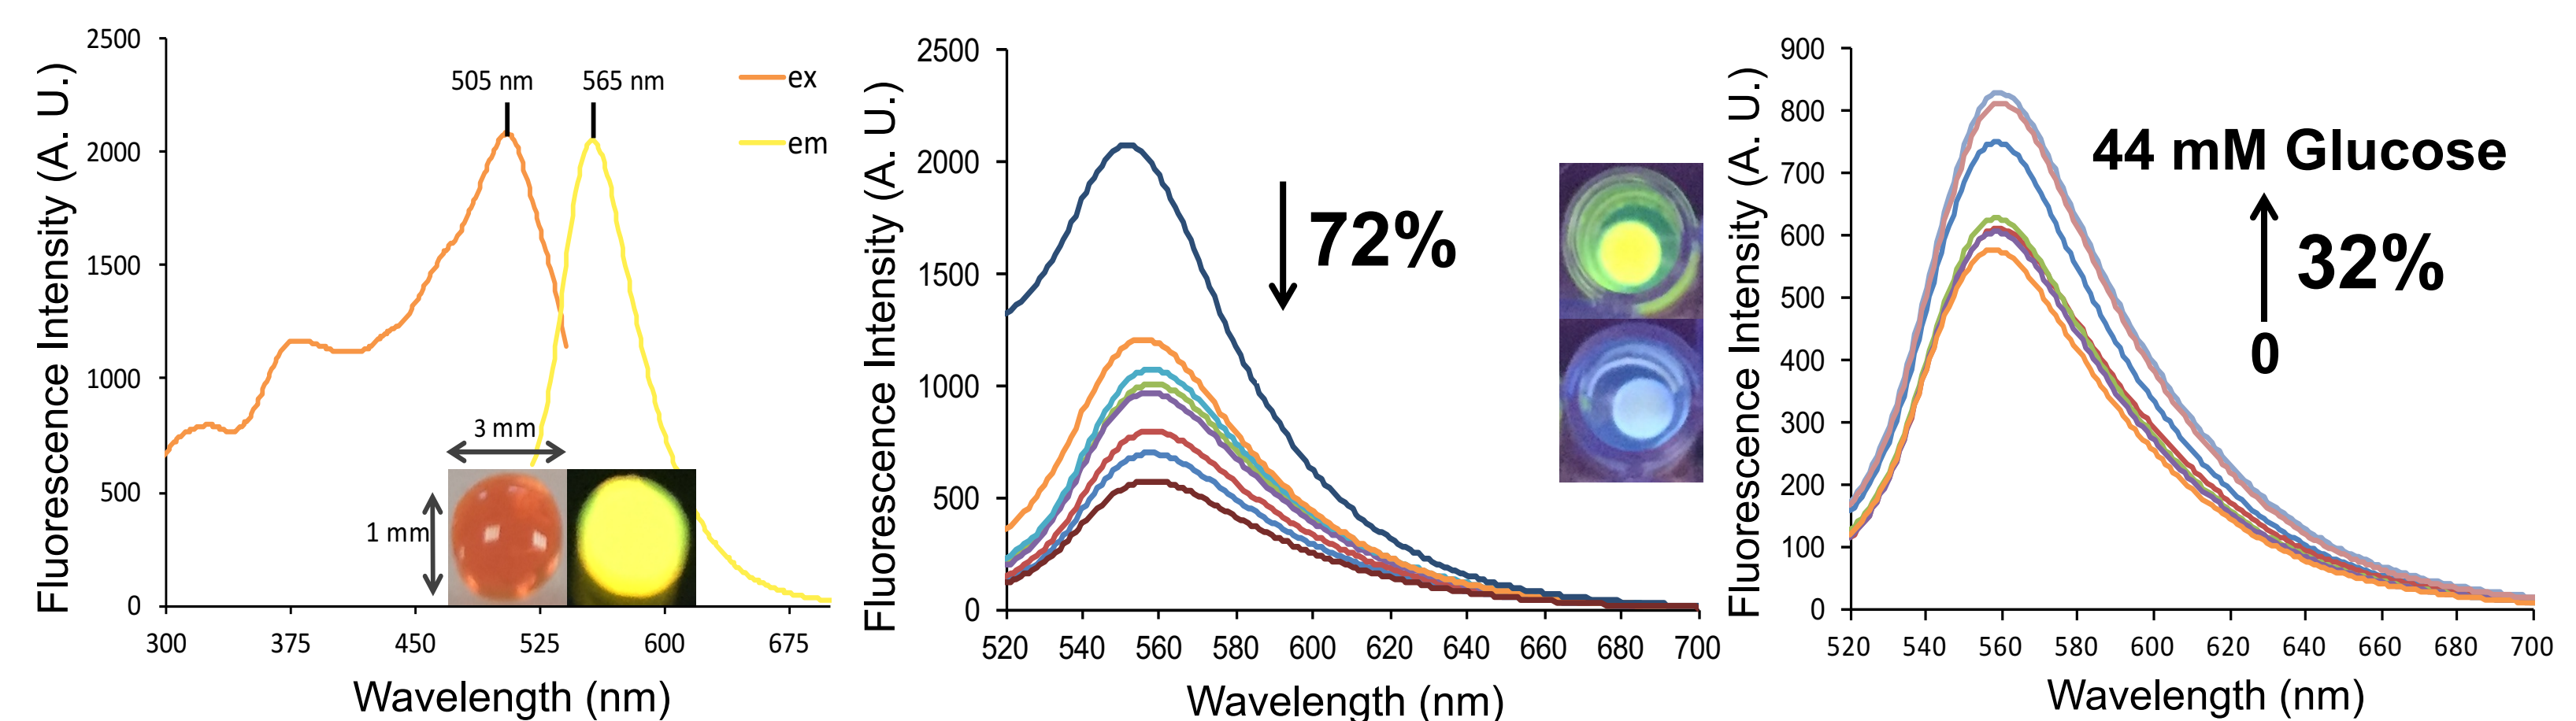 Fluorescence Intensity (A. U.)
2500
2000
1500
1000
500
0
300 375 450 525 600 675
Wavelength (nm)
505 nm
565 nm
ex
em
3 mm
1 mm
Fluorescence Intensity (A. U.)
2500
2000
1500
1000
500
0
520 540 560 580 600 620 640 660 680 700
Wavelength (nm)
72%
Fluorescence Intensity (A. U.)
900
800
700
600
500
400
300
200
100
0
520 540 560 580 600 620 640 660 680 700
Wavelength (nm)
44 mM Glucose
32%
0